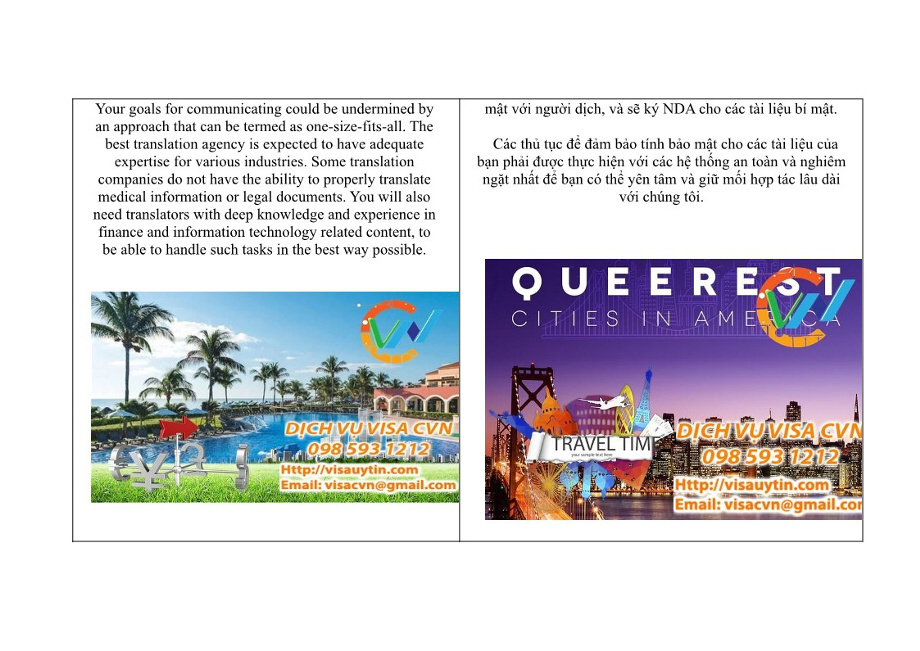 Your goals for communicating could be undermined by
an approach that can be termed as one-size-fits-all. The
best translation agency is expected to have adequate
expertise for various industries. Some translation
companies do not have the ability to properly translate
medical information or legal documents. You will also
need translators with deep knowledge and experience in
finance and information technology related content, to
be able to handle such tasks in the best way possible.
DỊCH VỤ VISA CVN
098 593 1212
Http://visauytin.com
Email: visacvn@gmail.com
mật với người dịch, và sẽ ký NDA cho các tài liệu bí mật.
Các thủ tục để đảm bảo tính bảo mật cho các tài liệu của
bạn phải được thực hiện với các hệ thống an toàn và nghiêm
ngặt nhất để bạn có thể yên tâm và giữ mối hợp tác lâu dài
với chúng tôi.
QUEEREST
CITIES IN AMERICA
TRAVEL TIME
your sample text here
DỊCH VỤ VISA CVN
098 593 1212
Http://visauytin.com
Email: visacvn@gmail.com